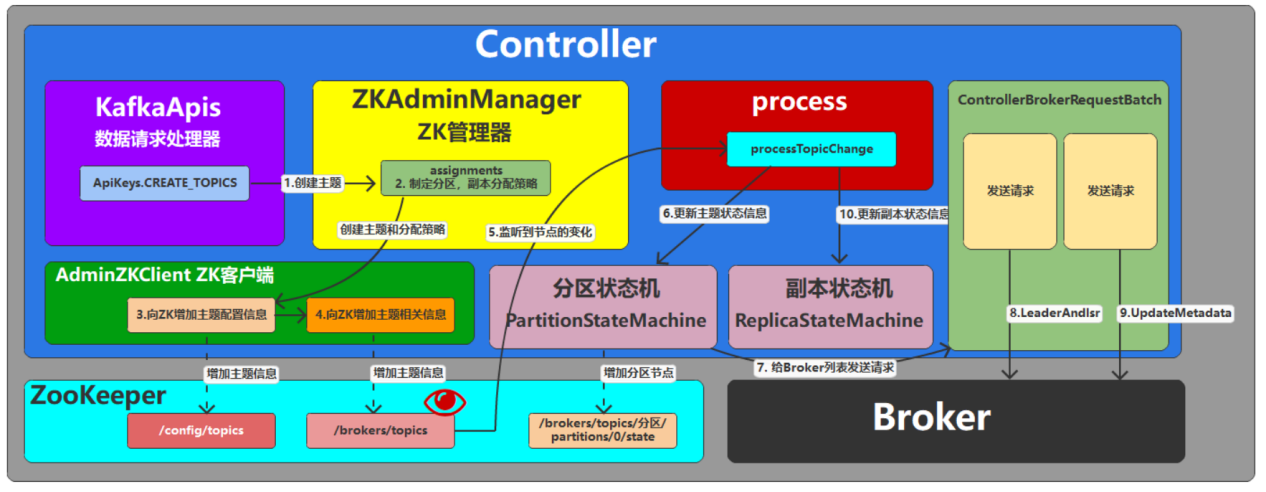 Controller
KafkaApis
数据请求处理器
ApiKeys.CREATE_TOPICS
1.创建主题
ZKAdminManager
ZK管理器
assignments
2. 制定分区，副本分配策略
创建主题和分配策略
5.监听到节点的变化
process
processTopicChange
6.更新主题状态信息
10.更新副本状态信息
ControllerBrokerRequestBatch
发送请求
发送请求
AdminZKClient ZK客户端
3.向ZK增加主题配置信息
4.向ZK增加主题相关信息
分区状态机
PartitionStateMachine
副本状态机
ReplicaStateMachine
8.LeaderAndIsr
9.UpdateMetadata
7. 给Broker列表发送请求
增加主题信息
增加主题信息
增加分区节点
ZooKeeper
/config/topics
/brokers/topics
/brokers/topics/分区/
partitions/0/state
Broker